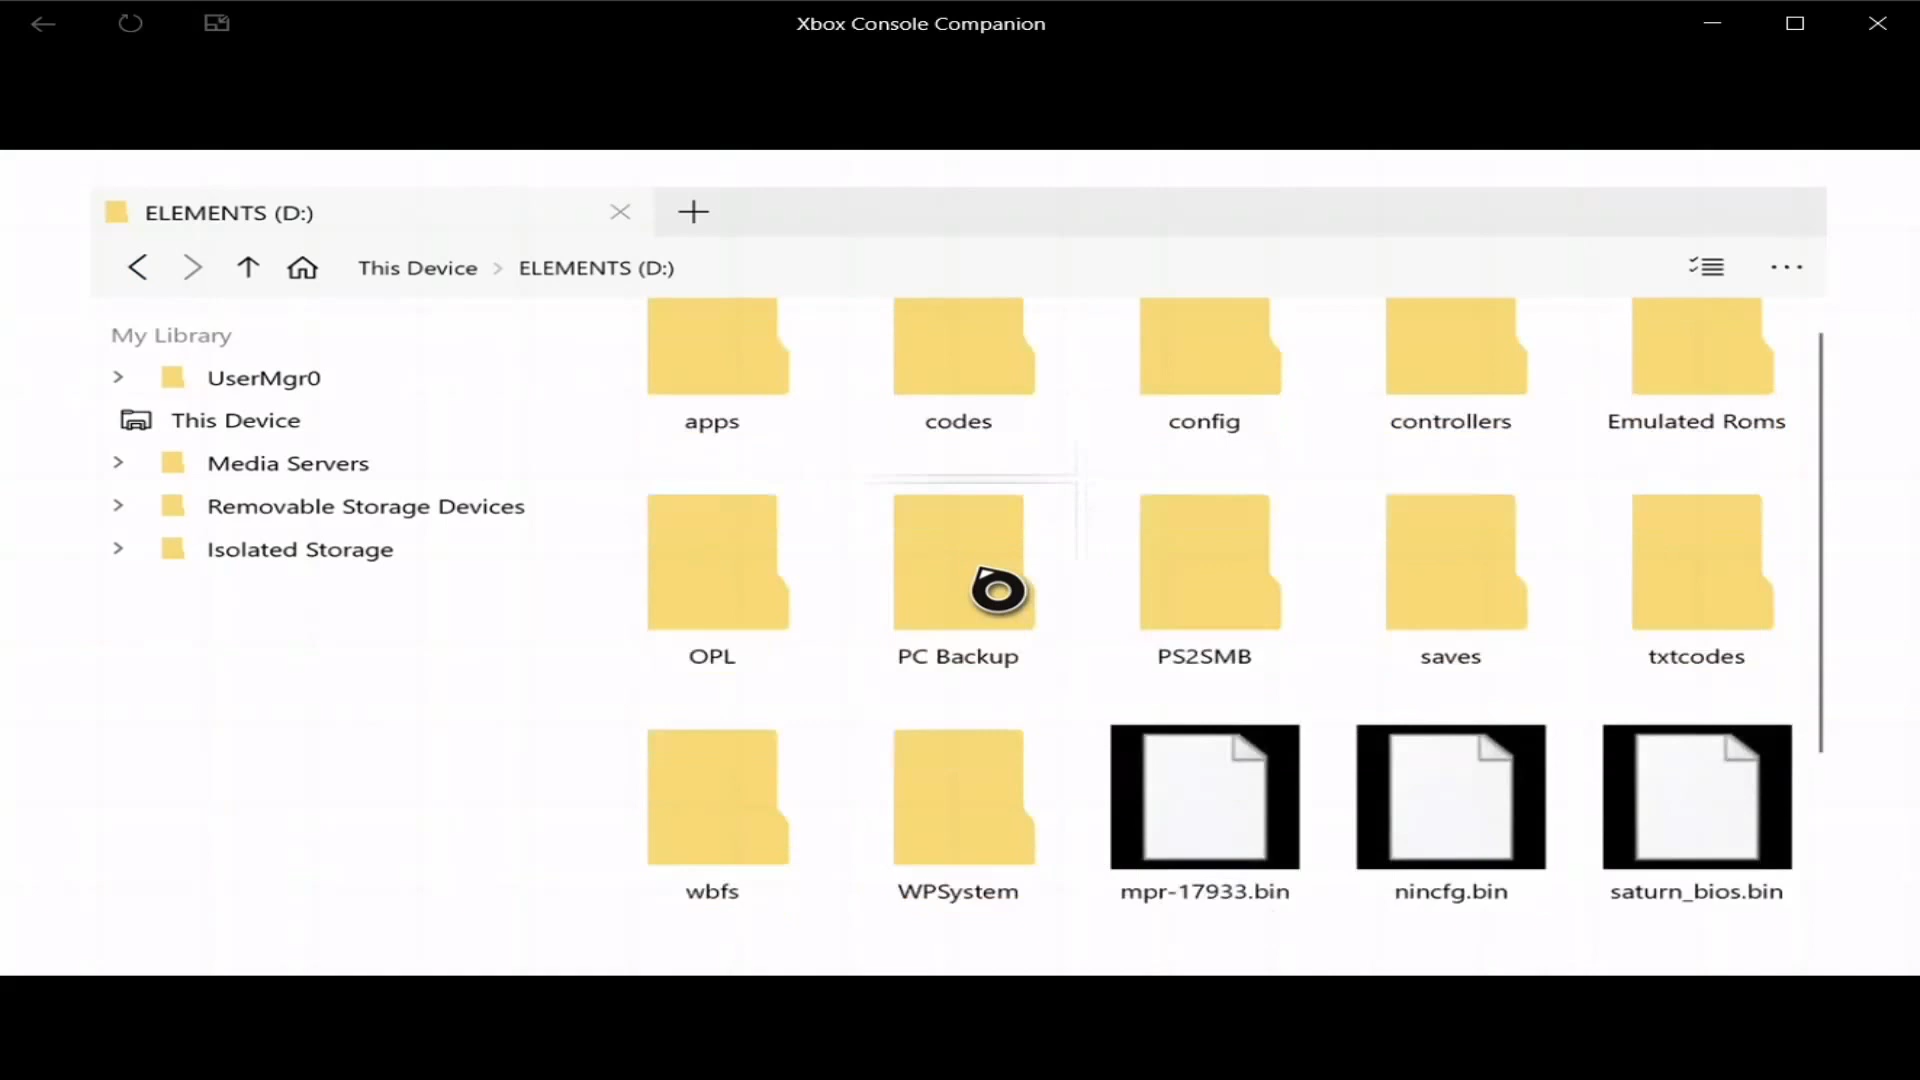 Xbox Console Companion
ELEMENTS (D:)
This Device > ELEMENTS (D:)
My Library
UserMgr0
This Device
Media Servers
Removable Storage Devices
Isolated Storage
apps
codes
config
controllers
Emulated Roms
OPL
PC Backup
PS2SMB
saves
txtcodes
wbfs
WPSystem
mpr-17933.bin
nincfg.bin
saturn_bios.bin